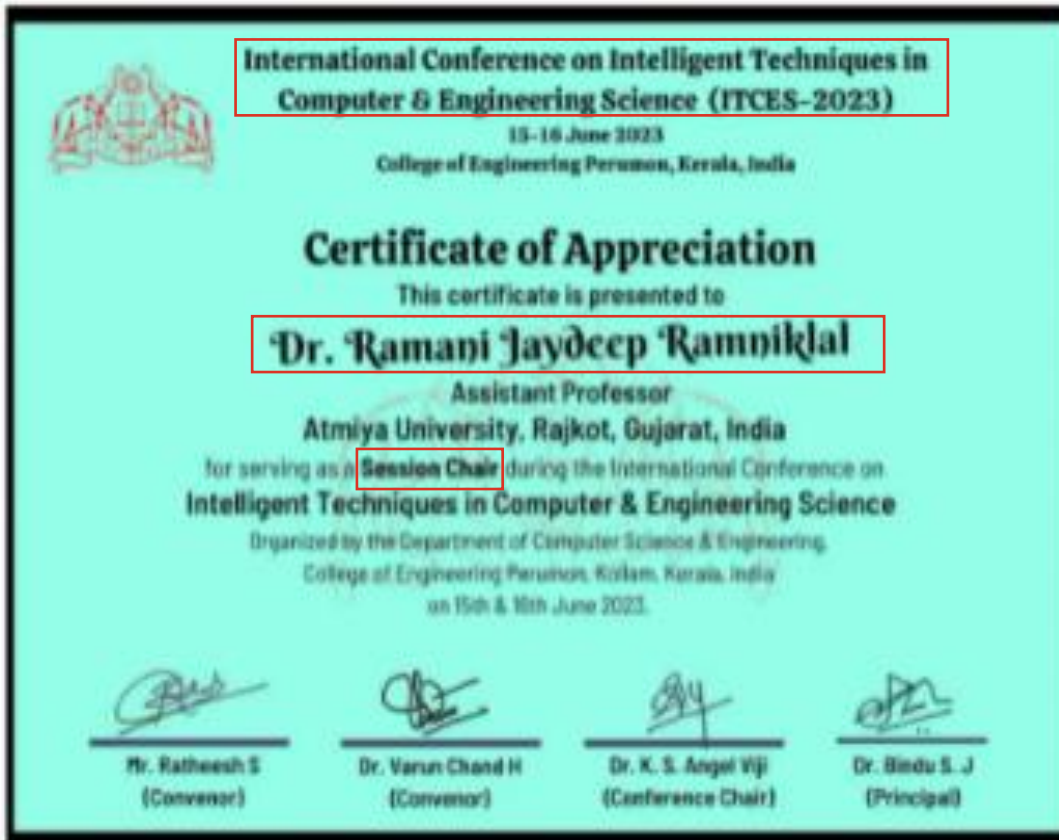 International Conference on Intelligent Techniques in
Computer & Engineering Science (ITCES-2023)
15-16 June 2023
College of Engineering Perumon, Kerala, India
Certificate of Appreciation
This certificate is presented to
Dr. Ramani Jaydeep Ramniklal
Assistant Professor
Atmiya University, Rajkot, Gujarat, India
for serving as a Session Chair during the International Conference on
Intelligent Techniques in Computer & Engineering Science
Organized by the Department of Computer Science & Engineering,
College of Engineering Perumon, Kollam, Kerala, India
on 15th & 16th June 2023.
Mr. Ratheesh S Dr. Varun Chand H Dr. K. S. Angel Viji Dr. Bindu S. J
(Convenor) (Convenor) (Conference Chair) (Principal)